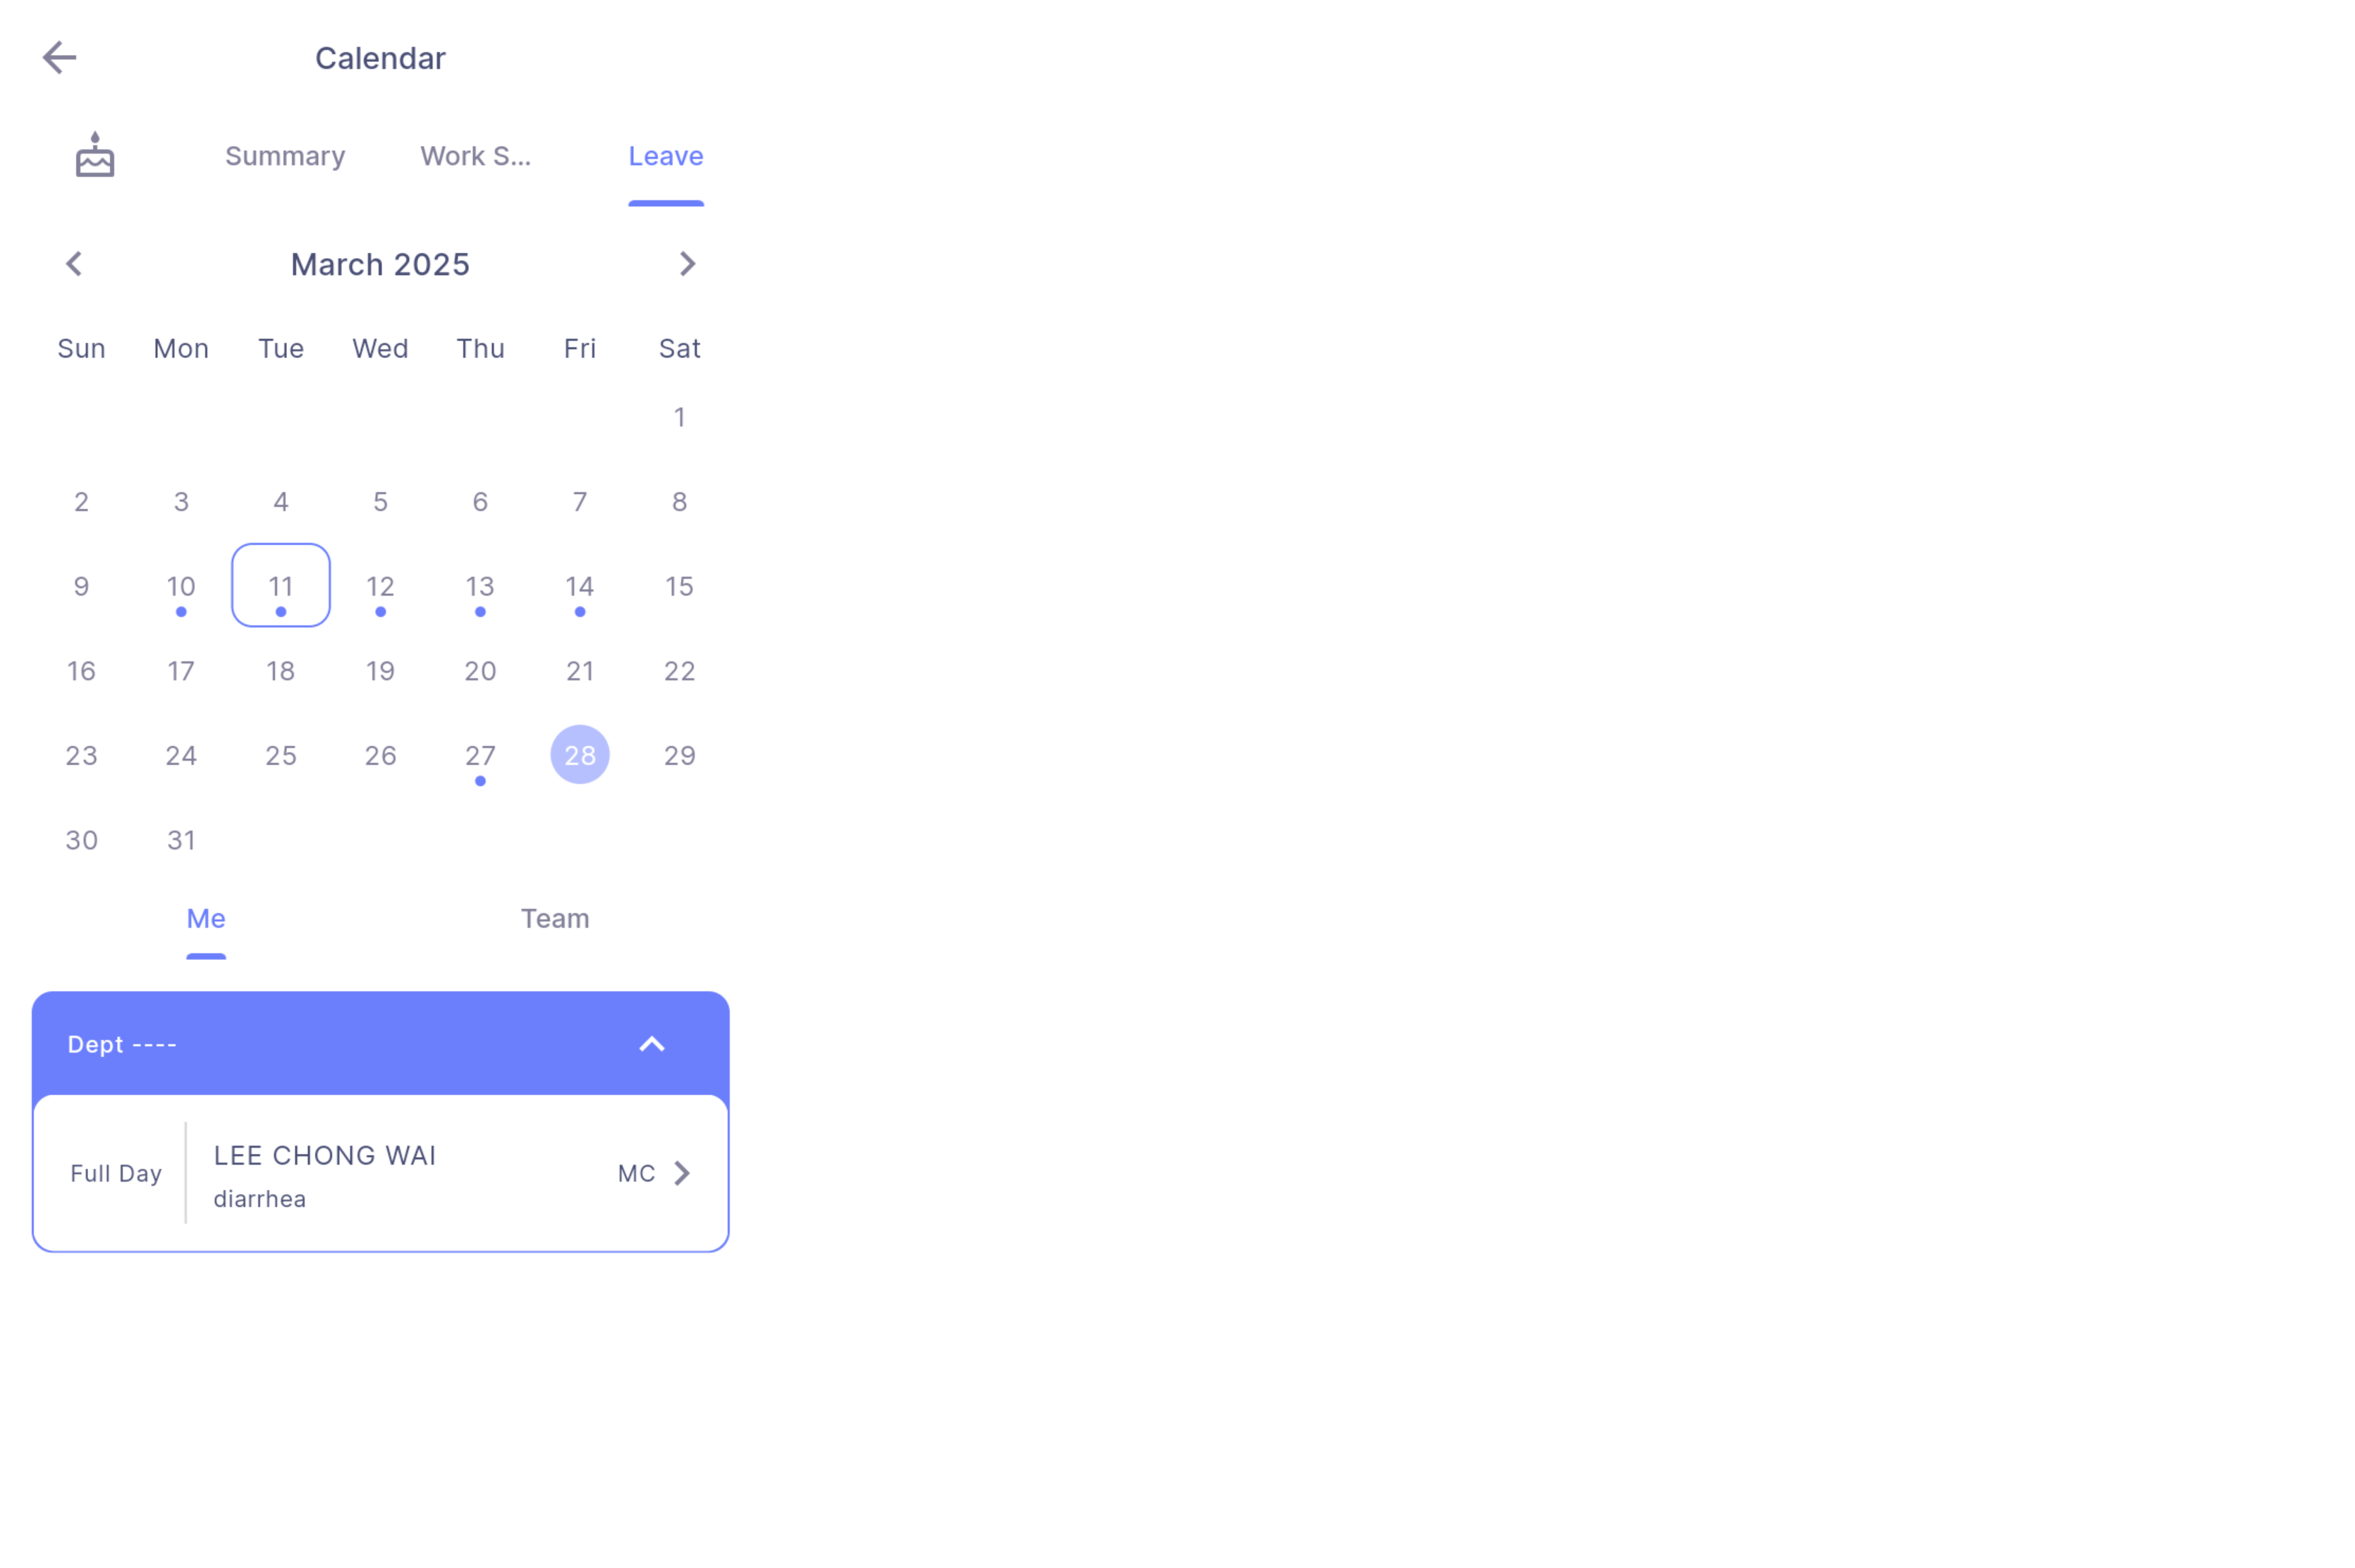 Calendar
Summary Work S... Leave
March 2025
Sun Mon Tue Wed Thu Fri Sat
1
2 3 4 5 6 7 8
9 10 11 12 13 14 15
16 17 18 19 20 21 22
23 24 25 26 27 28 29
30 31
Me Team
Dept ----
LEE CHONG WAI
Full Day MC
diarrhea